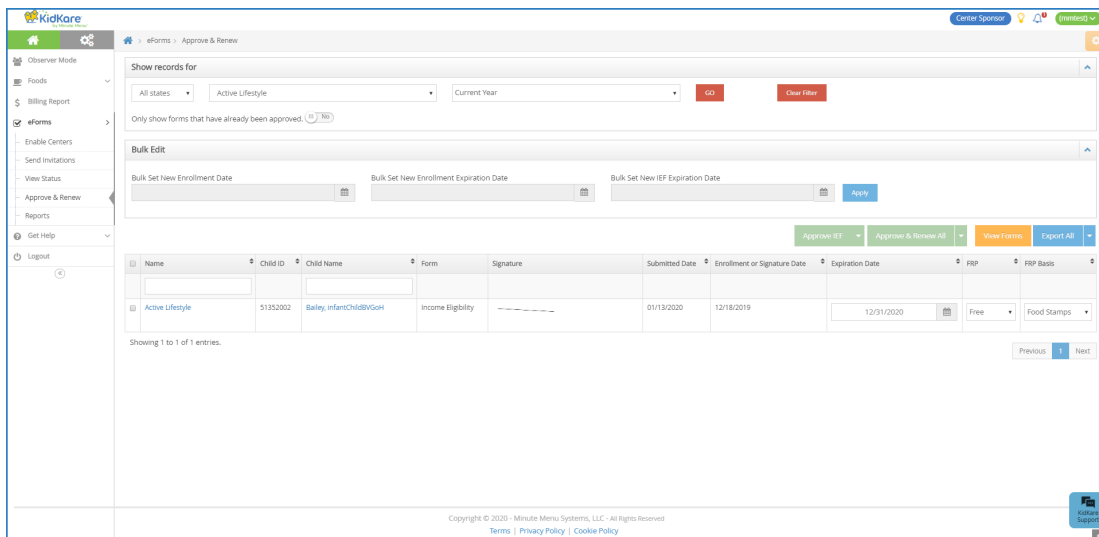 KidKare
by Minute Menu
Center Sponsor
(mmtest)
eForms > Approve & Renew
Observer Mode
Foods
Billing Report
eForms
Enable Centers
Send Invitations
View Status
Approve & Renew
Reports
Get Help
Logout
Show records for
All states Active Lifestyle Current Year GO Clear Filter
Only show forms that have already been approved. No
Bulk Edit
Bulk Set New Enrollment Date Bulk Set New Enrollment Expiration Date Bulk Set New IEF Expiration Date
Apply
Approve IEF Approve & Renew All View Forms Export All
Name Child ID Child Name Form Signature Submitted Date Enrollment or Signature Date Expiration Date FRP FRP Basis
Active Lifestyle 51352002 Bailey, infantChildBVGoH Income Eligibility 01/13/2020 12/18/2019 12/31/2020 Free Food Stamps
Showing 1 to 1 of 1 entries.
Previous 1 Next
Copyright © 2020 - Minute Menu Systems, LLC - All Rights Reserved
Terms | Privacy Policy | Cookie Policy
KidKare
Support